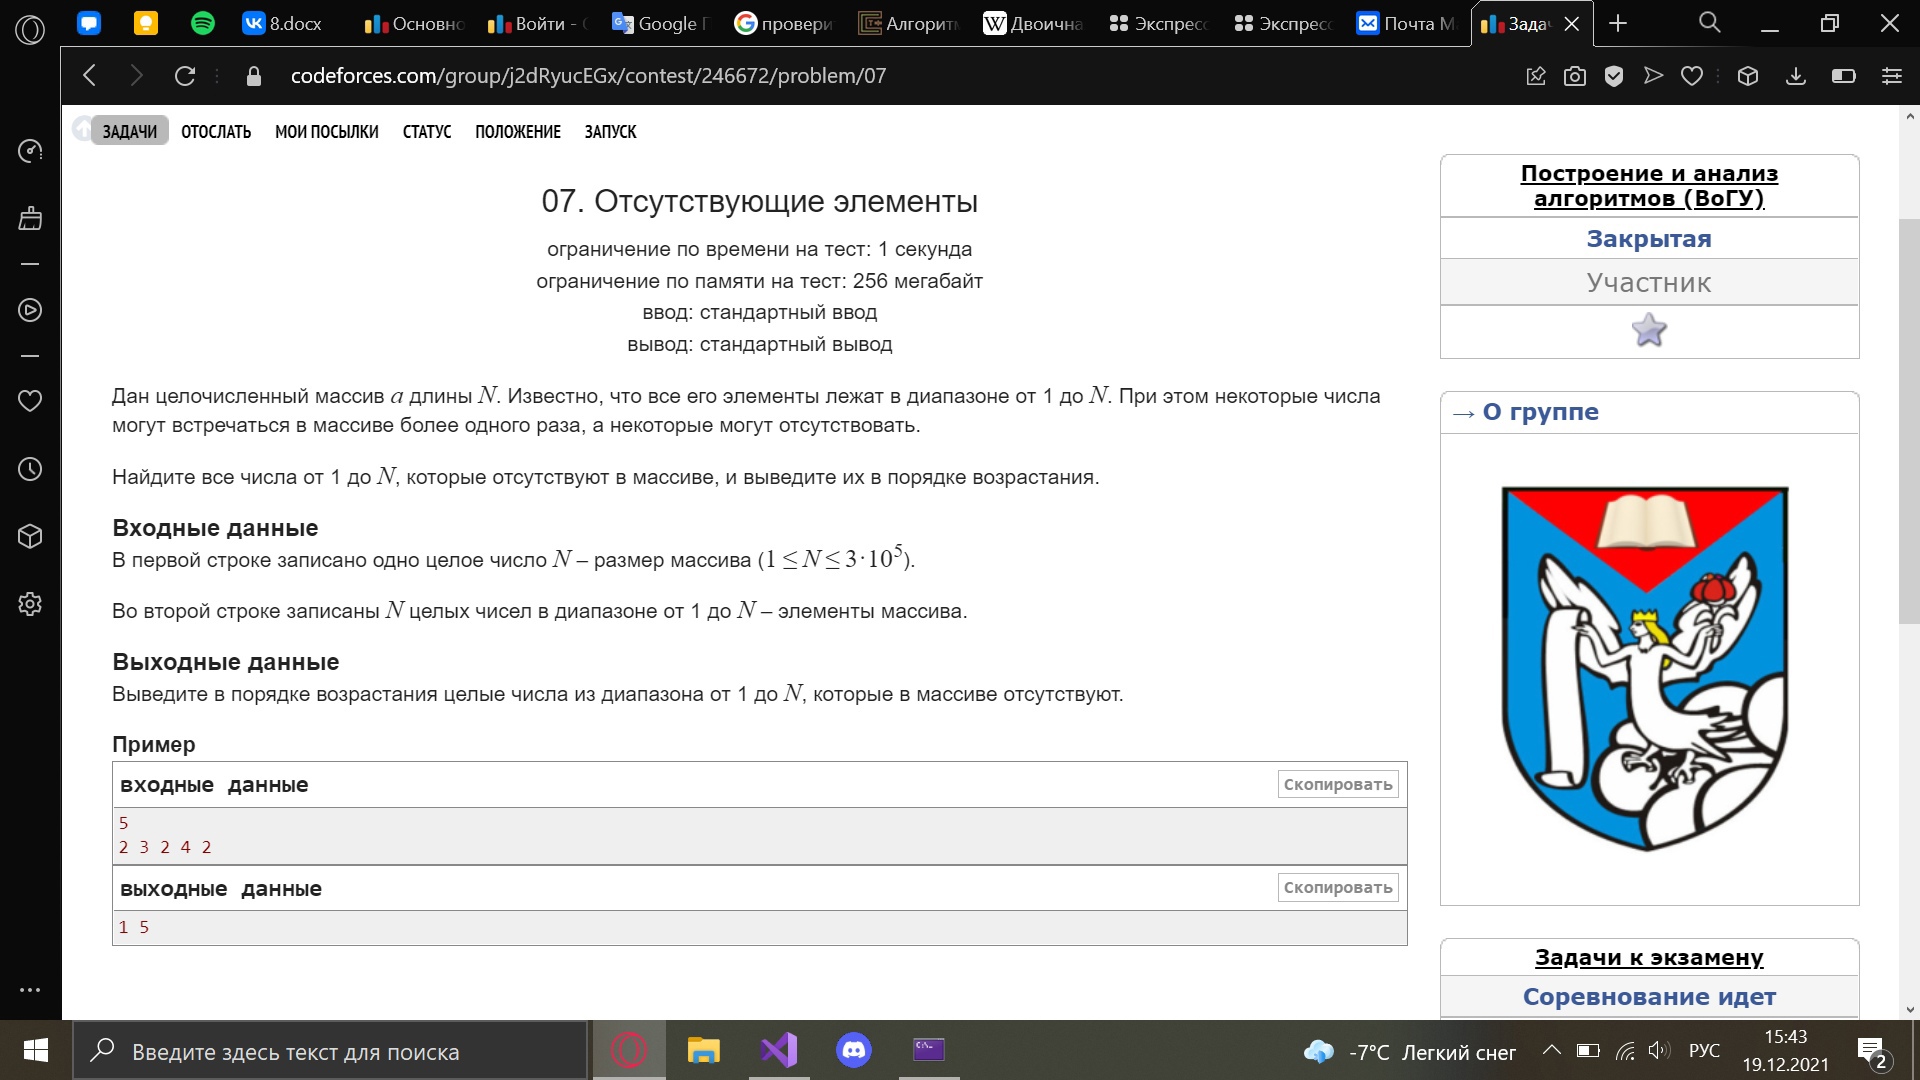 8.docx
Основно
Войти - С
Google П
провери
Алгоритм
W Двоична
Экспресс
Экспресс
Почта M
Задач
codeforces.com/group/j2dRyucEGx/contest/246672/problem/07
ЗАДАЧИ
ОТОСЛАТЬ
МОИ ПОСЫЛКИ
СТАТУС
ПОЛОЖЕНИЕ
ЗАПУСК
07. Отсутствующие элементы
ограничение по времени на тест: 1 секунда
ограничение по памяти на тест: 256 мегабайт
ввод: стандартный ввод
вывод: стандартный вывод
Дан целочисленный массив a длины N. Известно, что все его элементы лежат в диапазоне от 1 до N. При этом некоторые числа
могут встречаться в массиве более одного раза, а некоторые могут отсутствовать.
Найдите все числа от 1 до N, которые отсутствуют в массиве, и выведите их в порядке возрастания.
Входные данные
В первой строке записано одно целое число N – размер массива (1 ≤ N ≤ 3·10⁵).
Во второй строке записаны N целых чисел в диапазоне от 1 до N – элементы массива.
Выходные данные
Выведите в порядке возрастания целые числа из диапазона от 1 до N, которые в массиве отсутствуют.
Пример
входные данные
Скопировать
5
2 3 2 4 2
выходные данные
Скопировать
1 5
Построение и анализ
алгоритмов (ВоГУ)
Закрытая
Участник
→ О группе
Задачи к экзамену
Соревнование идет
Введите здесь текст для поиска
-7°C Легкий снег
РУС
15:43
19.12.2021
2